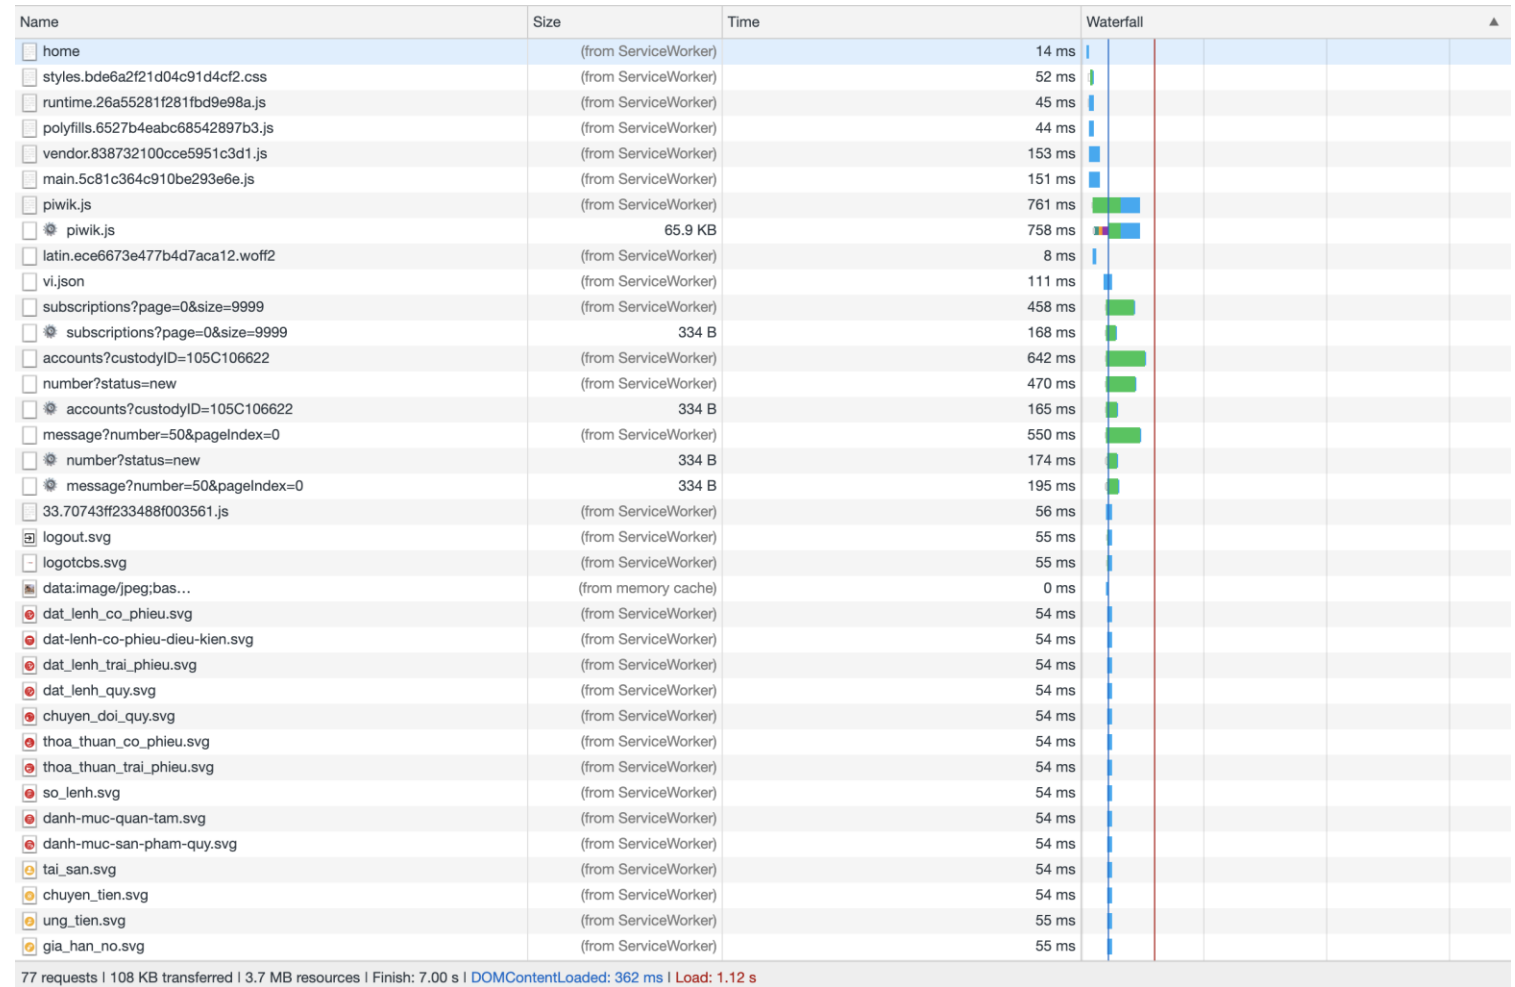 Name Size Time Waterfall
home (from ServiceWorker) 14 ms
styles.bde6a2f21d04c91d4cf2.css (from ServiceWorker) 52 ms
runtime.26a55281f281fbd9e98a.js (from ServiceWorker) 45 ms
polyfills.6527b4eabc68542897b3.js (from ServiceWorker) 44 ms
vendor.838732100cce5951c3d1.js (from ServiceWorker) 153 ms
main.5c81c364c910be293e6e.js (from ServiceWorker) 151 ms
piwik.js (from ServiceWorker) 761 ms
piwik.js 65.9 KB 758 ms
latin.ece6673e477b4d7aca12.woff2 (from ServiceWorker) 8 ms
vi.json (from ServiceWorker) 111 ms
subscriptions?page=0&size=9999 (from ServiceWorker) 458 ms
subscriptions?page=0&size=9999 334 B 168 ms
accounts?custodyID=105C106622 (from ServiceWorker) 642 ms
number?status=new (from ServiceWorker) 470 ms
accounts?custodyID=105C106622 334 B 165 ms
message?number=50&pageIndex=0 (from ServiceWorker) 550 ms
number?status=new 334 B 174 ms
message?number=50&pageIndex=0 334 B 195 ms
33.70743ff233488f003561.js (from ServiceWorker) 56 ms
logout.svg (from ServiceWorker) 55 ms
logotcbs.svg (from ServiceWorker) 55 ms
data:image/jpeg;bas… (from memory cache) 0 ms
dat_lenh_co_phieu.svg (from ServiceWorker) 54 ms
dat-lenh-co-phieu-dieu-kien.svg (from ServiceWorker) 54 ms
dat_lenh_trai_phieu.svg (from ServiceWorker) 54 ms
dat_lenh_quy.svg (from ServiceWorker) 54 ms
chuyen_doi_quy.svg (from ServiceWorker) 54 ms
thoa_thuan_co_phieu.svg (from ServiceWorker) 54 ms
thoa_thuan_trai_phieu.svg (from ServiceWorker) 54 ms
so_lenh.svg (from ServiceWorker) 54 ms
danh-muc-quan-tam.svg (from ServiceWorker) 54 ms
danh-muc-san-pham-quy.svg (from ServiceWorker) 54 ms
tai_san.svg (from ServiceWorker) 54 ms
chuyen_tien.svg (from ServiceWorker) 54 ms
ung_tien.svg (from ServiceWorker) 55 ms
gia_han_no.svg (from ServiceWorker) 55 ms
77 requests | 108 KB transferred | 3.7 MB resources | Finish: 7.00 s | DOMContentLoaded: 362 ms | Load: 1.12 s